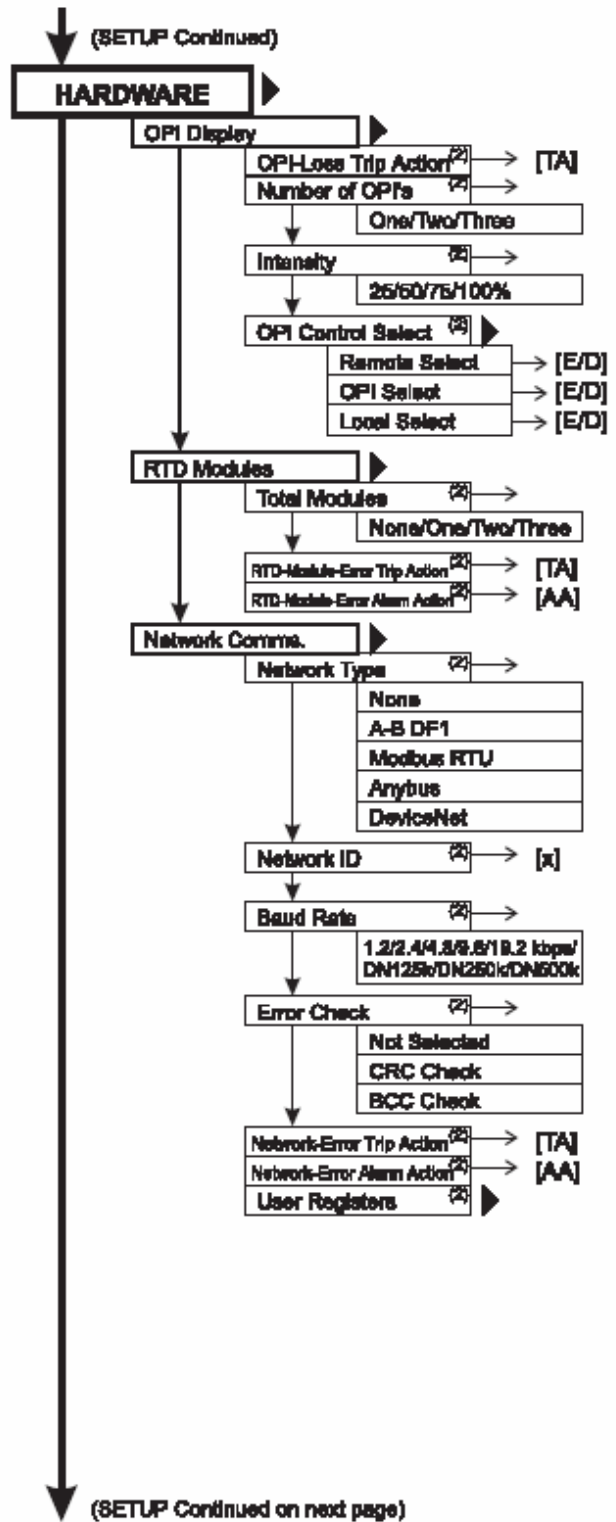 (SETUP Continued)
HARDWARE
OPI Display
OPI-Loss Trip Action (2) [TA]
Number of OPI's (2)
One/Two/Three
Intensity (2)
25/50/75/100%
OPI Control Select (2)
Remote Select [E/D]
OPI Select [E/D]
Local Select [E/D]
RTD Modules
Total Modules (2)
None/One/Two/Three
RTD-Module-Error Trip Action (2) [TA]
RTD-Module-Error Alarm Action (2) [AA]
Network Comms.
Network Type (2)
None
A-B DF1
Modbus RTU
Anybus
DeviceNet
Network ID (2) [x]
Baud Rate (2)
1.2/2.4/4.8/9.6/19.2 kbps/
DN125k/DN250k/DN500k
Error Check (2)
Not Selected
CRC Check
BCC Check
Network-Error Trip Action (2) [TA]
Network-Error Alarm Action (2) [AA]
User Registers (2)
(SETUP Continued on next page)